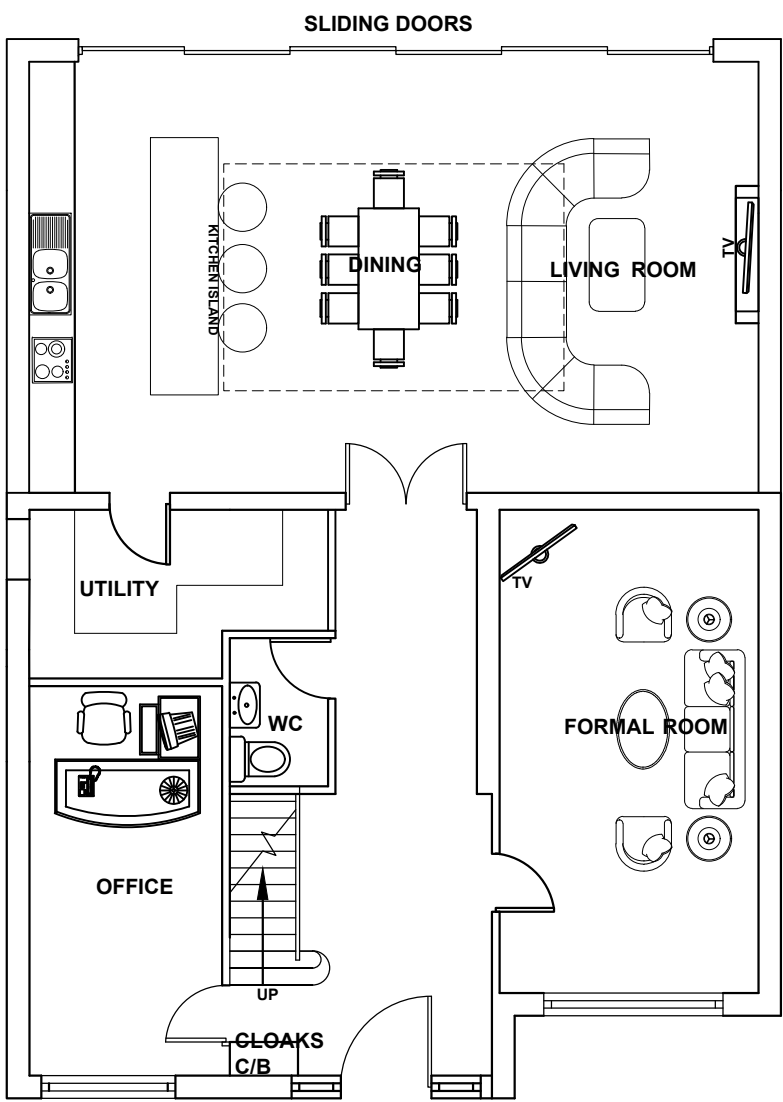 SLIDING DOORS
KITCHEN ISLAND
DINING
LIVING ROOM
TV
UTILITY
TV
WC
FORMAL ROOM
OFFICE
UP
CLOAKS
C/B